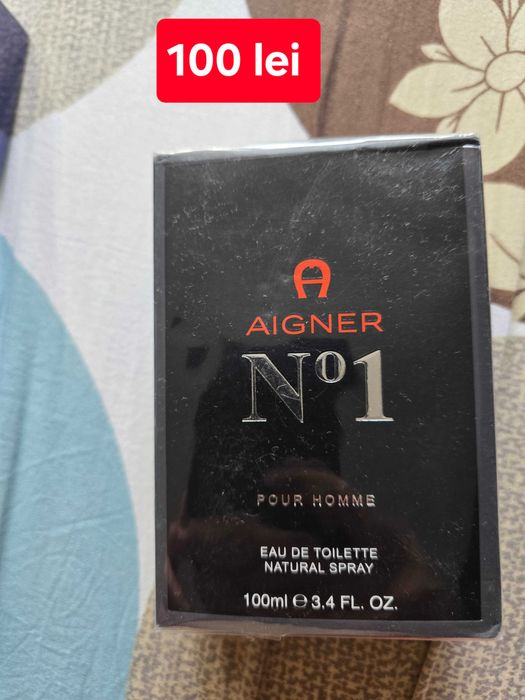 100 lei
AIGNER
Nº1
POUR HOMME
EAU DE TOILETTE
NATURAL SPRAY
100ml ℮ 3.4 FL. OZ.